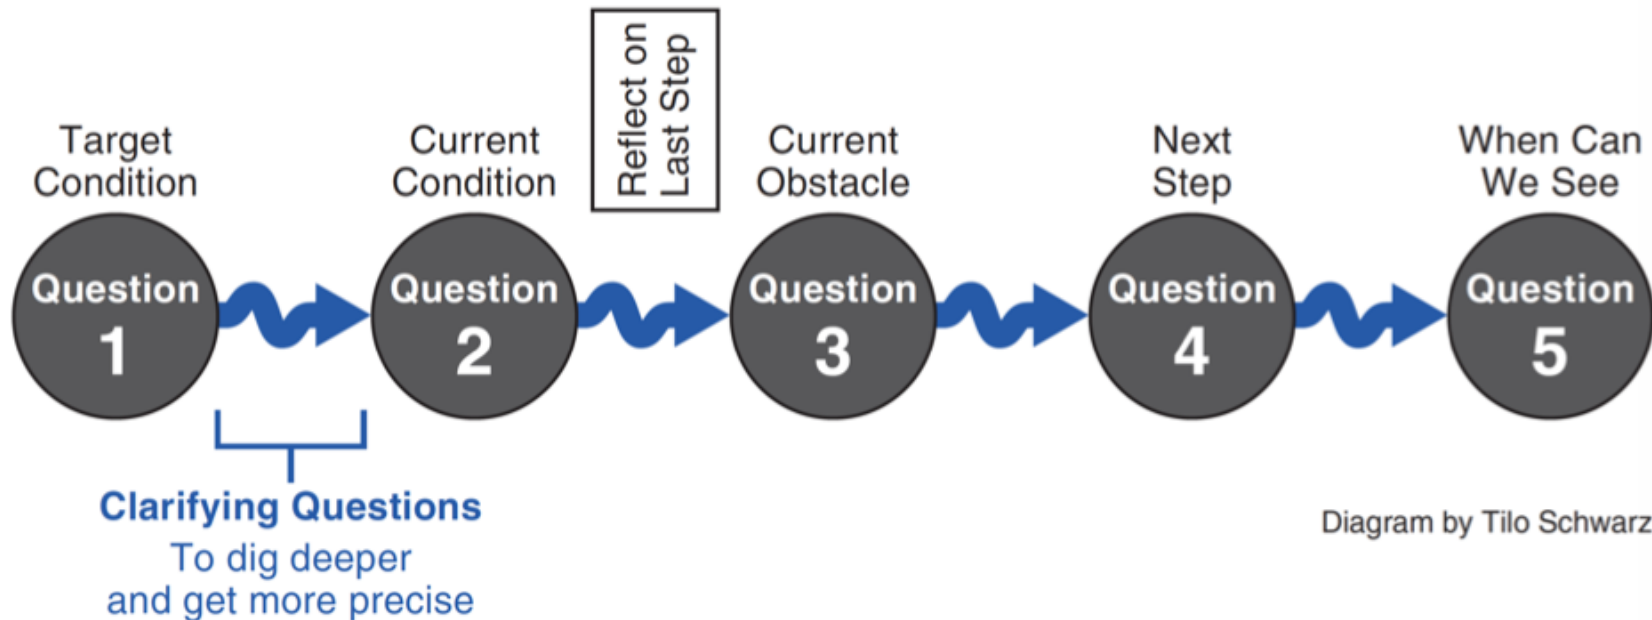 Reflect on
Last Step
Target
Condition
Current
Condition
Current
Obstacle
Next
Step
When Can
We See
Question
1
Question
2
Question
3
Question
4
Question
5
Clarifying Questions
To dig deeper
and get more precise
Diagram by Tilo Schwarz